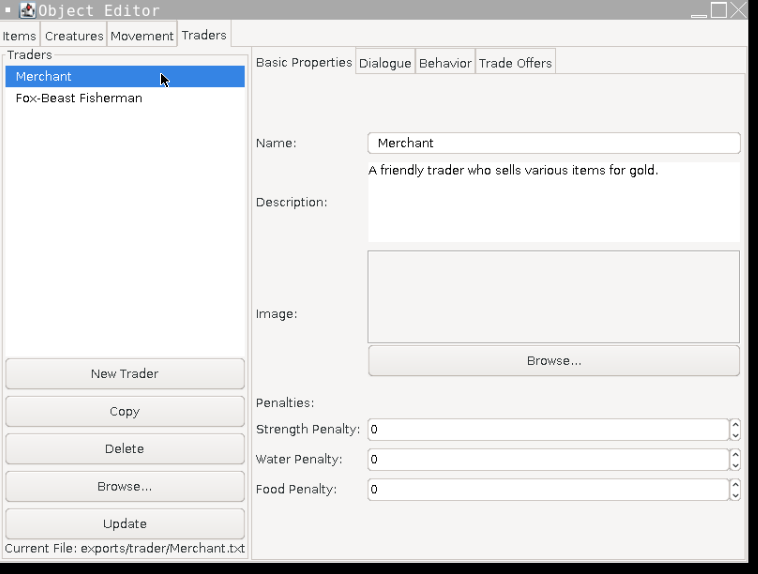 Object Editor
Items Creatures Movement Traders
Traders
Merchant
Fox-Beast Fisherman
New Trader
Copy
Delete
Browse...
Update
Current File: exports/trader/Merchant.txt
Basic Properties Dialogue Behavior Trade Offers
Name: Merchant
Description: A friendly trader who sells various items for gold.
Image:
Browse...
Penalties:
Strength Penalty: 0
Water Penalty: 0
Food Penalty: 0